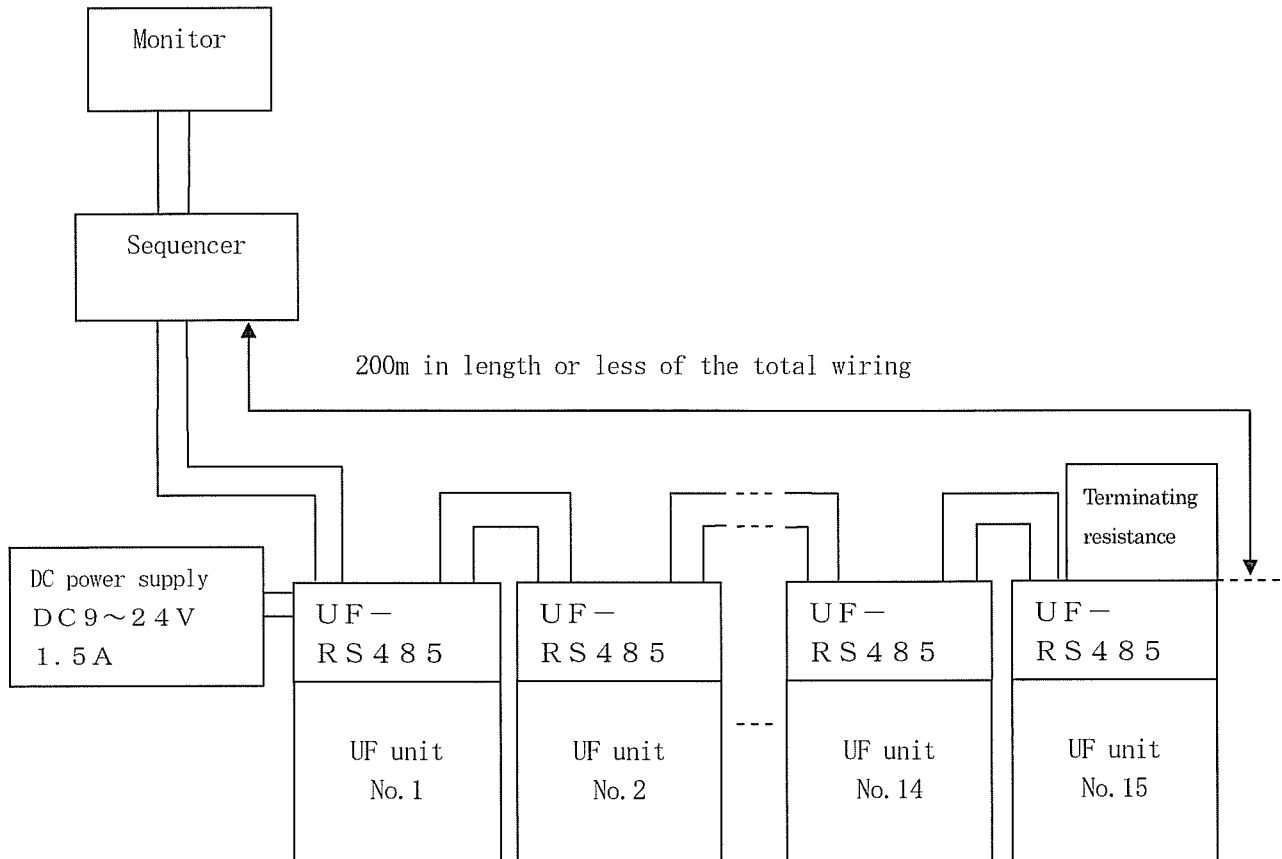 Monitor
Sequencer
200m in length or less of the total wiring
Terminating
resistance
DC power supply
DC9～24V
1.5A
UF－
RS485
UF－
RS485
UF－
RS485
UF－
RS485
UF unit
No.1
UF unit
No.2
UF unit
No.14
UF unit
No.15